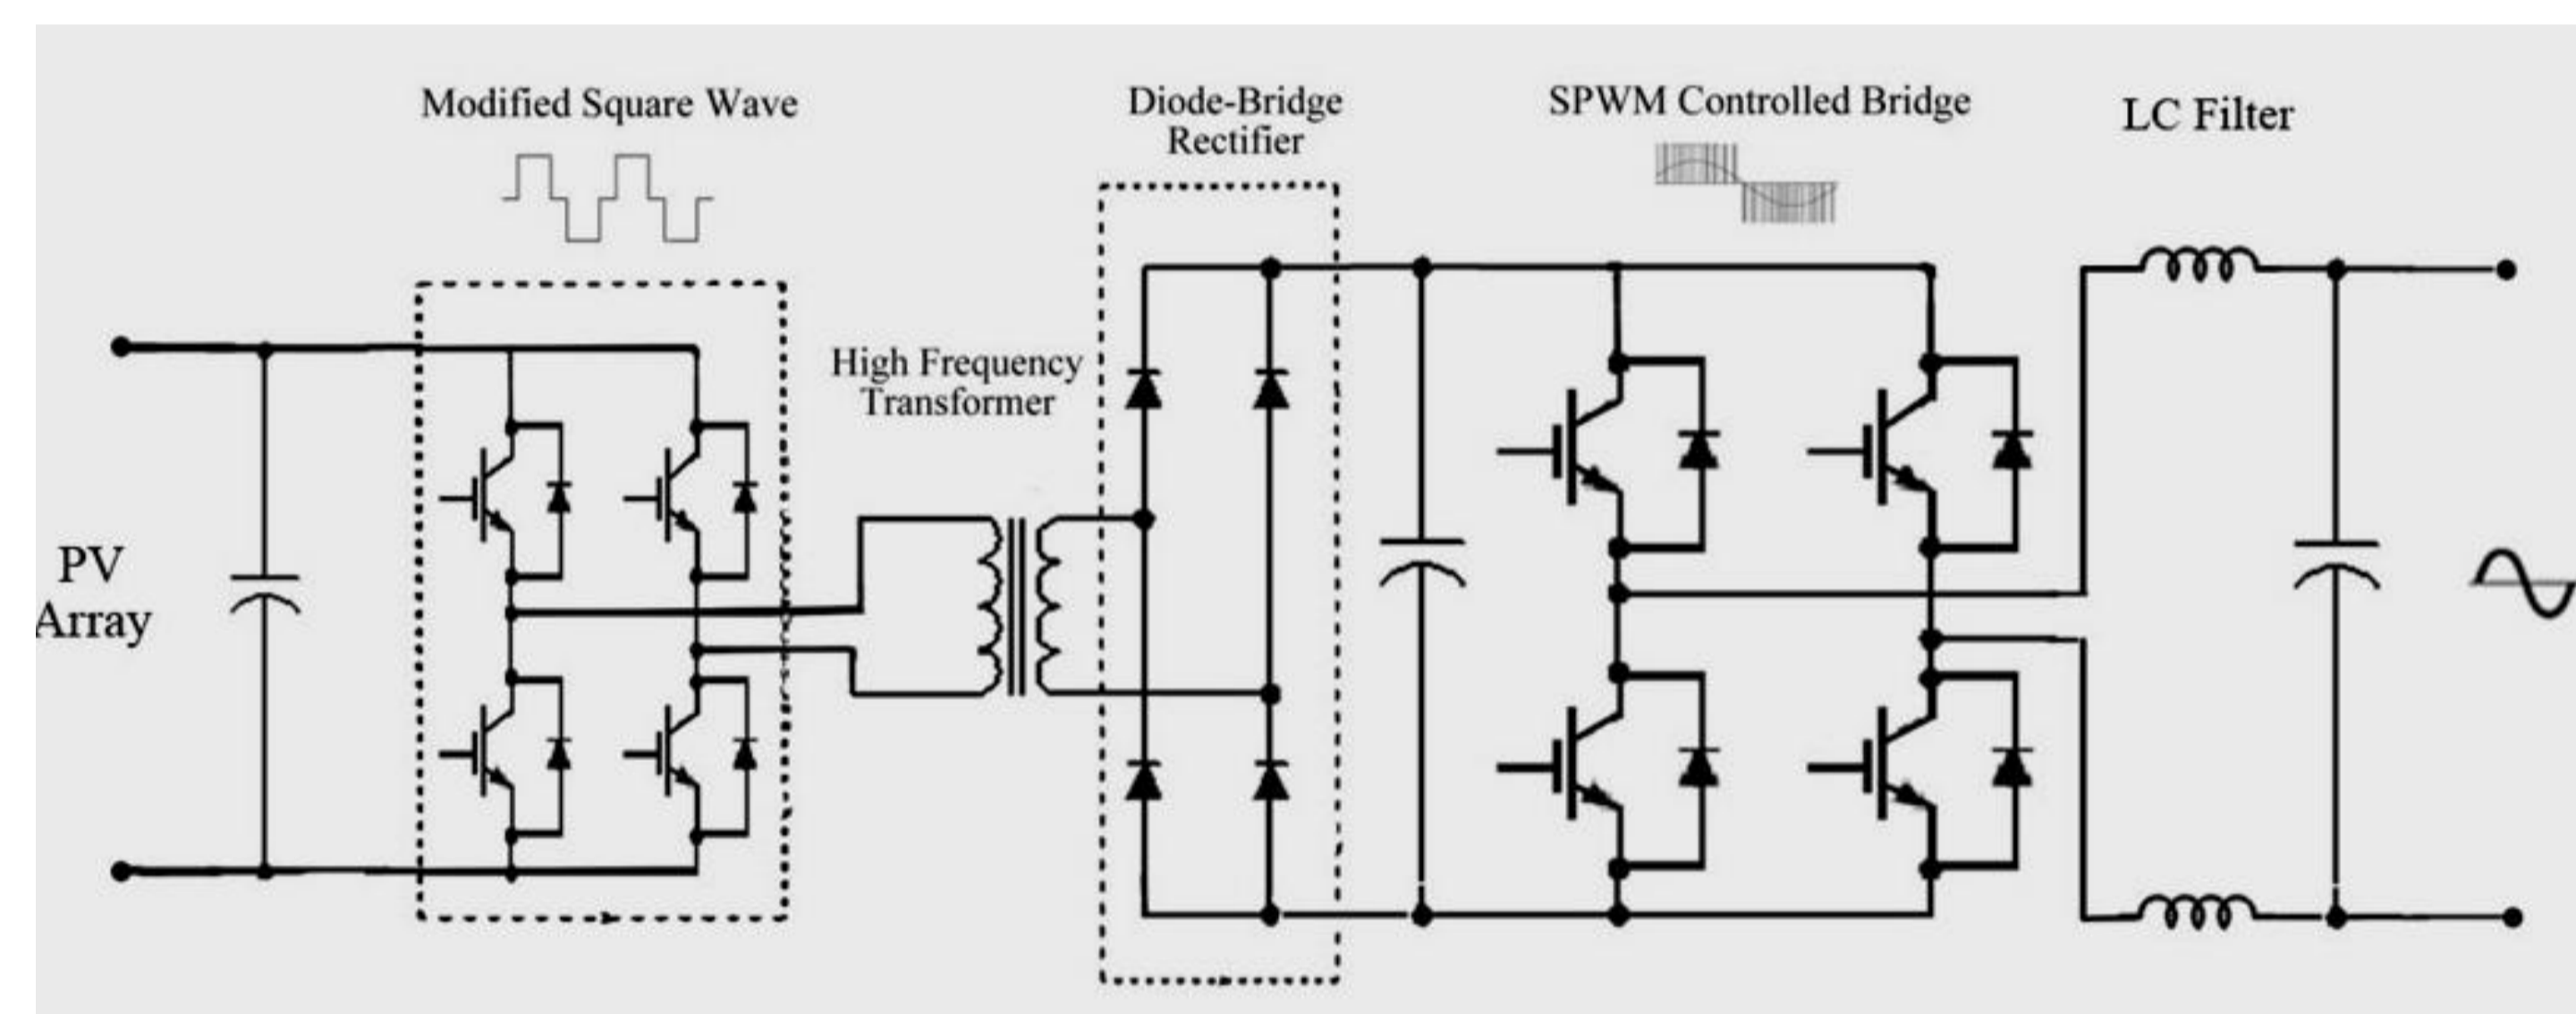 Modified Square Wave
Diode-Bridge
Rectifier
SPWM Controlled Bridge
LC Filter
High Frequency
Transformer
PV
Array